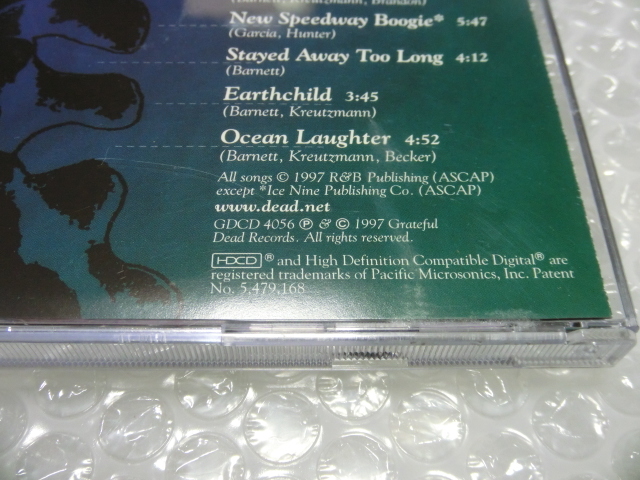 (Barnett, Kreutzmann, Brandon)
New Speedway Boogie* 5:47
(Garcia, Hunter)
Stayed Away Too Long 4:12
(Barnett)
Earthchild 3:45
(Barnett, Kreutzmann)
Ocean Laughter 4:52
(Barnett, Kreutzmann, Becker)
All songs © 1997 R&B Publishing (ASCAP)
except *Ice Nine Publishing Co. (ASCAP)
www.dead.net
GDCD 4056 ℗ & © 1997 Grateful
Dead Records. All rights reserved.
HDCD® and High Definition Compatible Digital® are
registered trademarks of Pacific Microsonics, Inc. Patent
No. 5,479,168